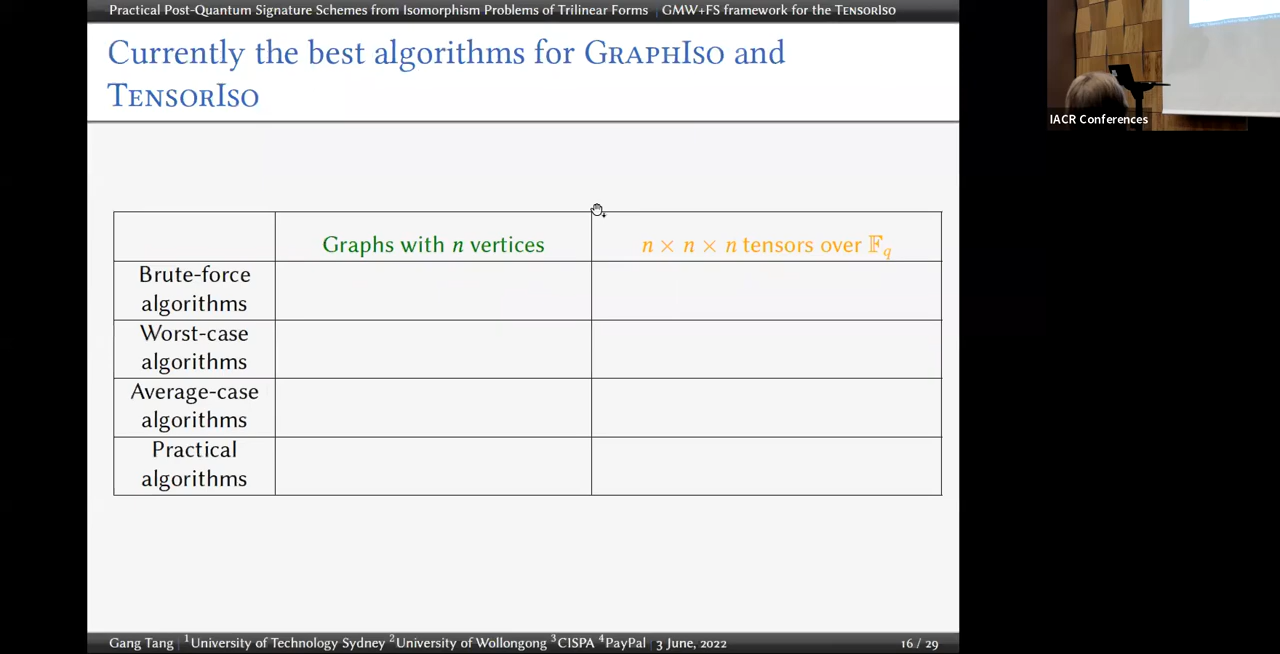 Practical Post-Quantum Signature Schemes from Isomorphism Problems of Trilinear Forms | GMW+FS framework for the TENSORISO
Currently the best algorithms for GRAPHISO and
TENSORISO
IACR Conferences
Graphs with n vertices
n × n × n tensors over 𝔽q
Brute-force
algorithms
Worst-case
algorithms
Average-case
algorithms
Practical
algorithms
Gang Tang | ¹University of Technology Sydney ²University of Wollongong ³CISPA ⁴PayPal | 3 June, 2022
16 / 29